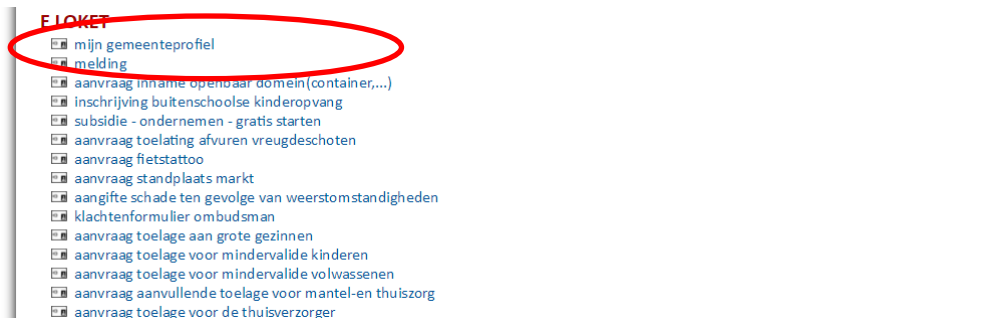 E LOKET
mijn gemeenteprofiel
melding
aanvraag inname openbaar domein(container,...)
inschrijving buitenschoolse kinderopvang
subsidie - ondernemen - gratis starten
aanvraag toelating afvuren vreugdeschoten
aanvraag fietstattoo
aanvraag standplaats markt
aangifte schade ten gevolge van weerstomstandigheden
klachtenformulier ombudsman
aanvraag toelage aan grote gezinnen
aanvraag toelage voor mindervalide kinderen
aanvraag toelage voor mindervalide volwassenen
aanvraag aanvullende toelage voor mantel-en thuiszorg
aanvraag toelage voor de thuisverzorger